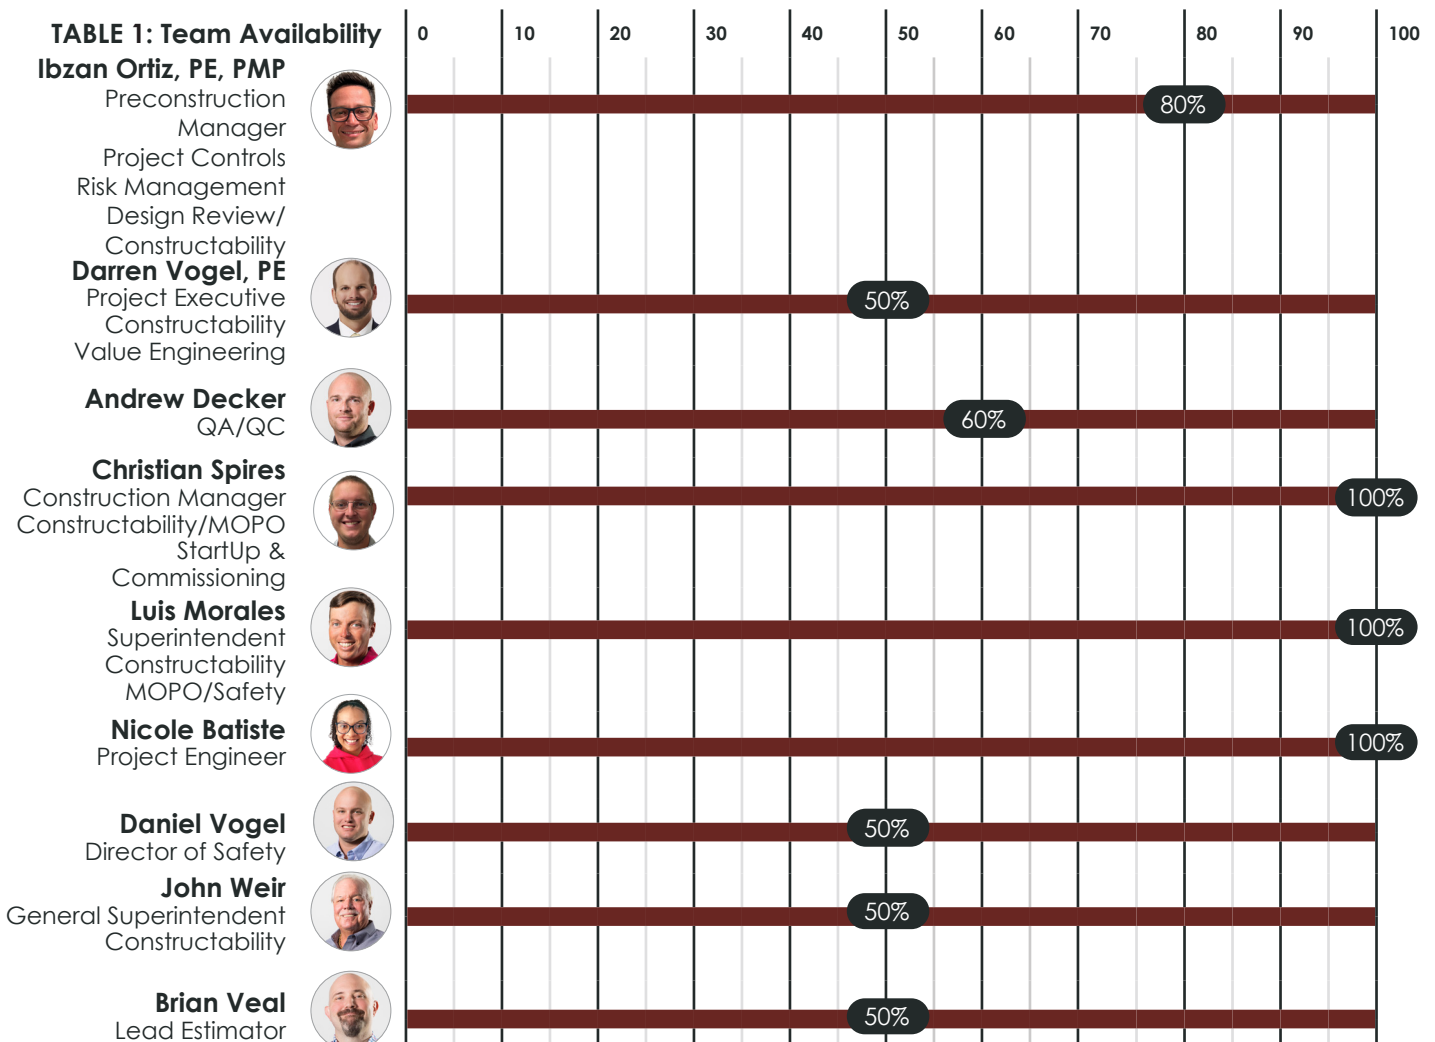 TABLE 1: Team Availability
0 10 20 30 40 50 60 70 80 90 100
Ibzan Ortiz, PE, PMP
Preconstruction
Manager
Project Controls
Risk Management
Design Review/
Constructability
80%
Darren Vogel, PE
Project Executive
Constructability
Value Engineering
50%
Andrew Decker
QA/QC
60%
Christian Spires
Construction Manager
Constructability/MOPO
StartUp &
Commissioning
100%
Luis Morales
Superintendent
Constructability
MOPO/Safety
100%
Nicole Batiste
Project Engineer
100%
Daniel Vogel
Director of Safety
50%
John Weir
General Superintendent
Constructability
50%
Brian Veal
Lead Estimator
50%